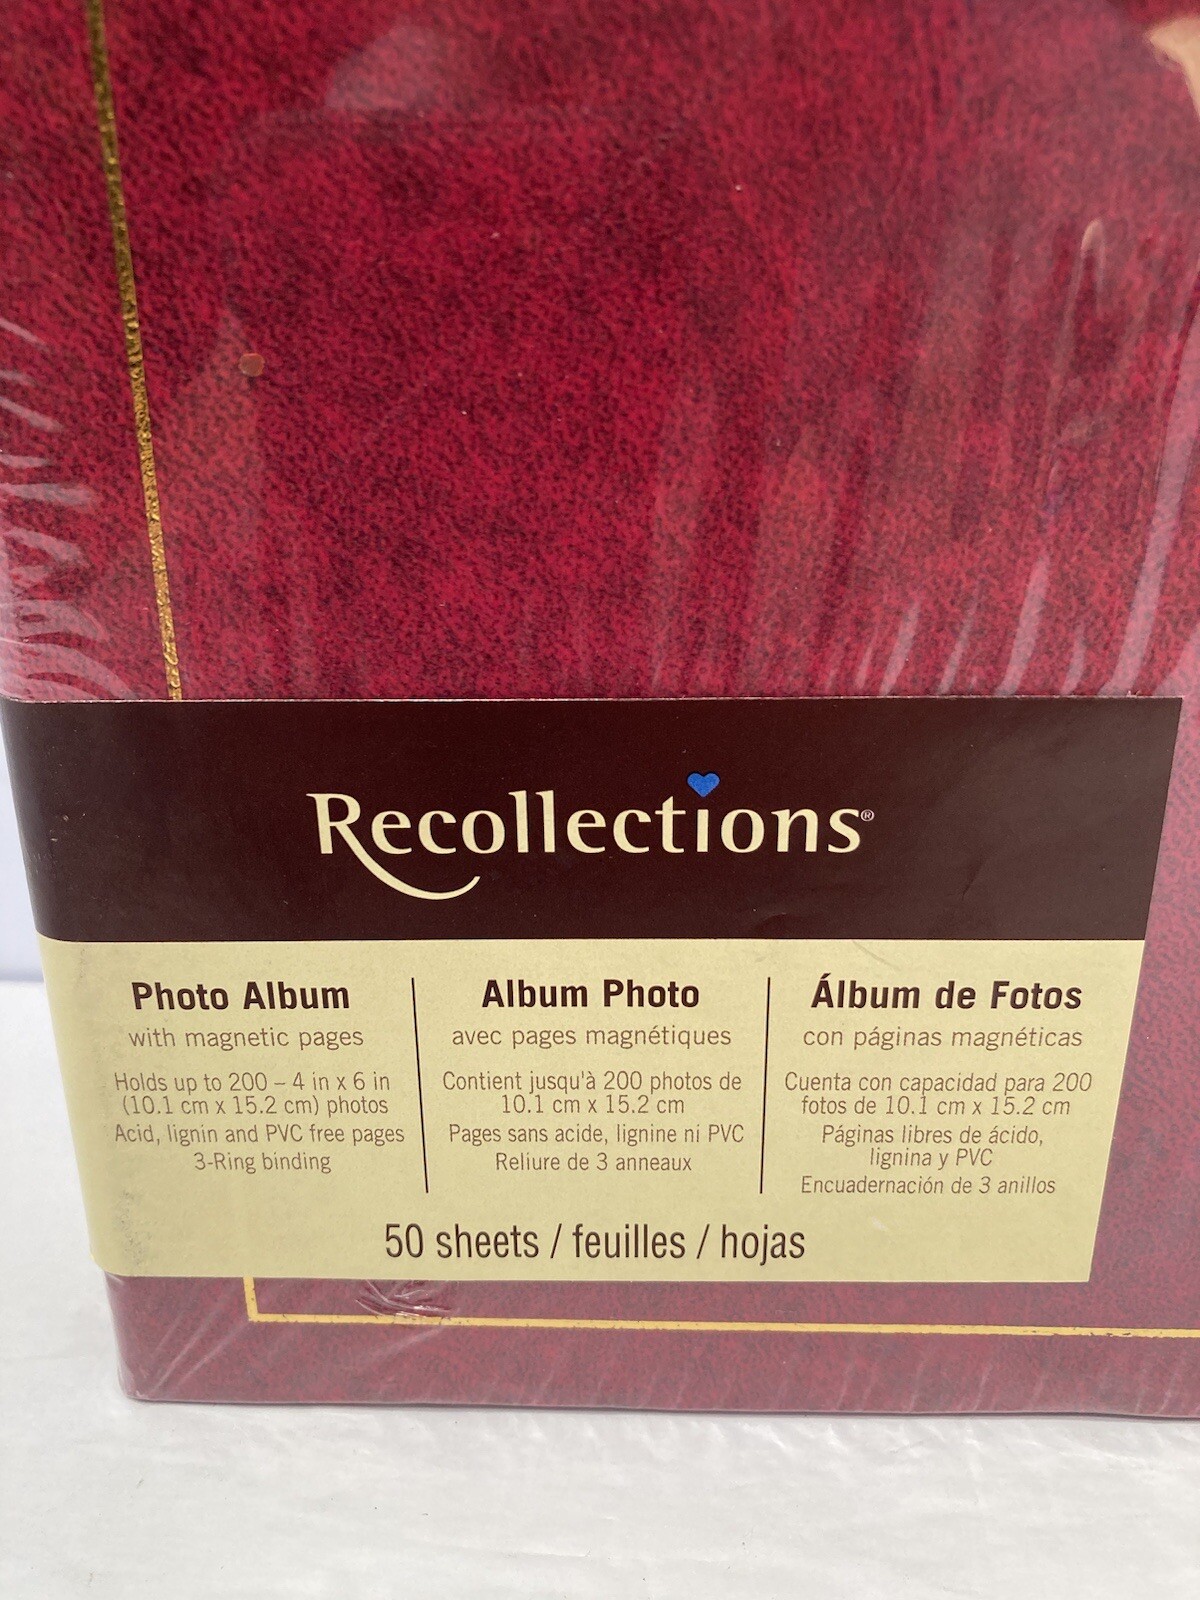 Recollections®
Photo Album
with magnetic pages
Holds up to 200 – 4 in x 6 in
(10.1 cm x 15.2 cm) photos
Acid, lignin and PVC free pages
3-Ring binding
Album Photo
avec pages magnétiques
Contient jusqu'à 200 photos de
10.1 cm x 15.2 cm
Pages sans acide, lignine ni PVC
Reliure de 3 anneaux
Álbum de Fotos
con páginas magnéticas
Cuenta con capacidad para 200
fotos de 10.1 cm x 15.2 cm
Páginas libres de ácido,
lignina y PVC
Encuadernación de 3 anillos
50 sheets / feuilles / hojas